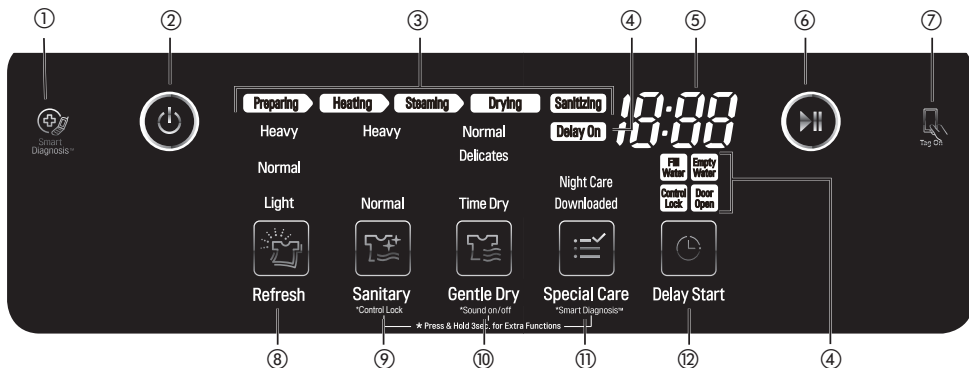 ① ② ③ ④ ⑤ ⑥ ⑦
Preparing Heating Steaming Drying Sanitizing
18:88
Smart
Diagnosis™
Heavy Heavy Normal Delay On
Tag On
Delicates
Normal
Fill
Water
Empty
Water
Night Care
Control
Lock
Door
Open
Light Normal Time Dry Downloaded
Refresh Sanitary Gentle Dry Special Care Delay Start
*Control Lock *Sound on/off *Smart Diagnosis™
* Press & Hold 3sec. for Extra Functions
⑧ ⑨ ⑩ ⑪ ⑫ ④